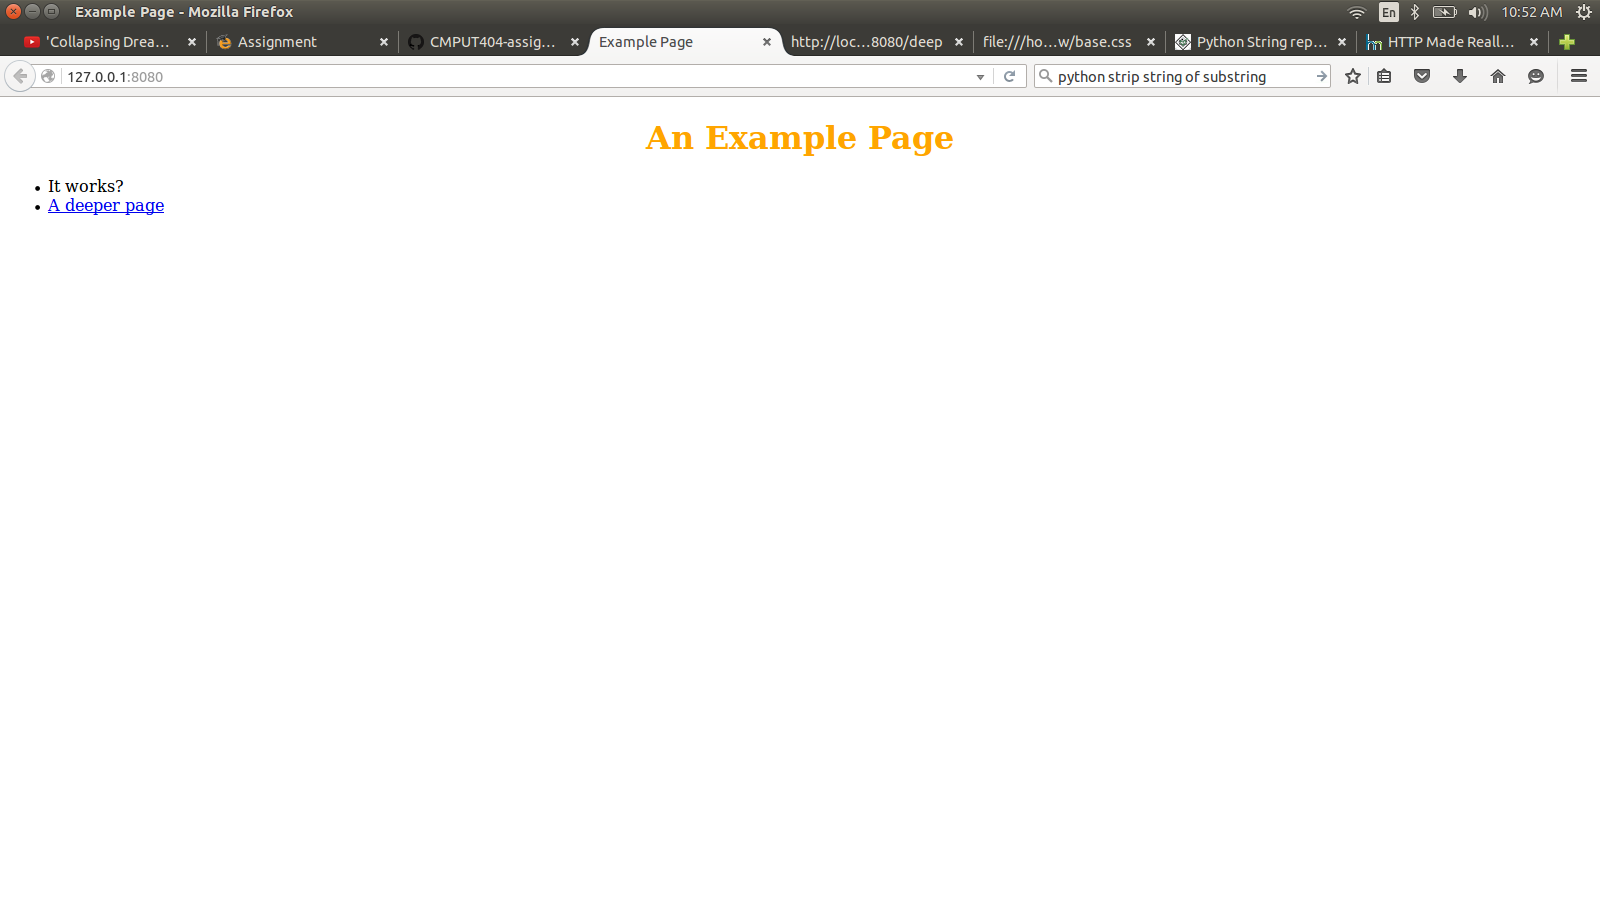 Example Page - Mozilla Firefox
En
10:52 AM
'Collapsing Drea...
Assignment
CMPUT404-assig...
Example Page
http://loc...8080/deep
file:///ho...w/base.css
Python String rep...
HTTP Made Reall...
127.0.0.1:8080
python strip string of substring
An Example Page
• It works?
• A deeper page